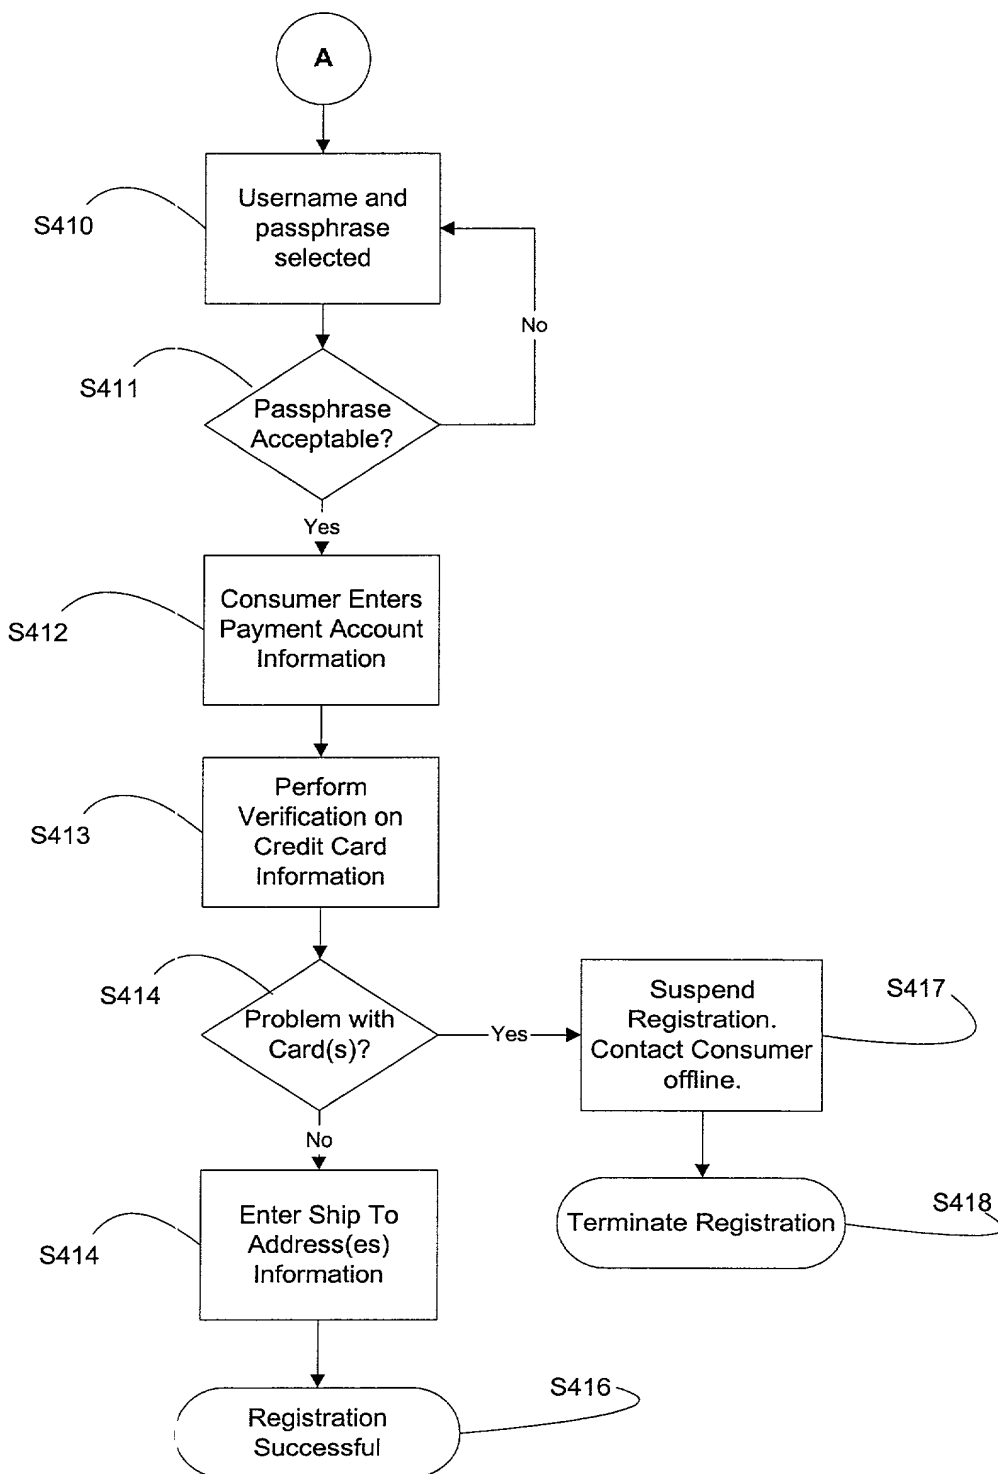 A
Username and
passphrase
selected
S410
No
S411
Passphrase
Acceptable?
Yes
Consumer Enters
Payment Account
Information
S412
Perform
Verification on
Credit Card
Information
S413
S414
Problem with
Card(s)?
Yes
Suspend
Registration.
Contact Consumer
offline.
S417
No
Enter Ship To
Address(es)
Information
S414
Terminate Registration
S418
Registration
Successful
S416